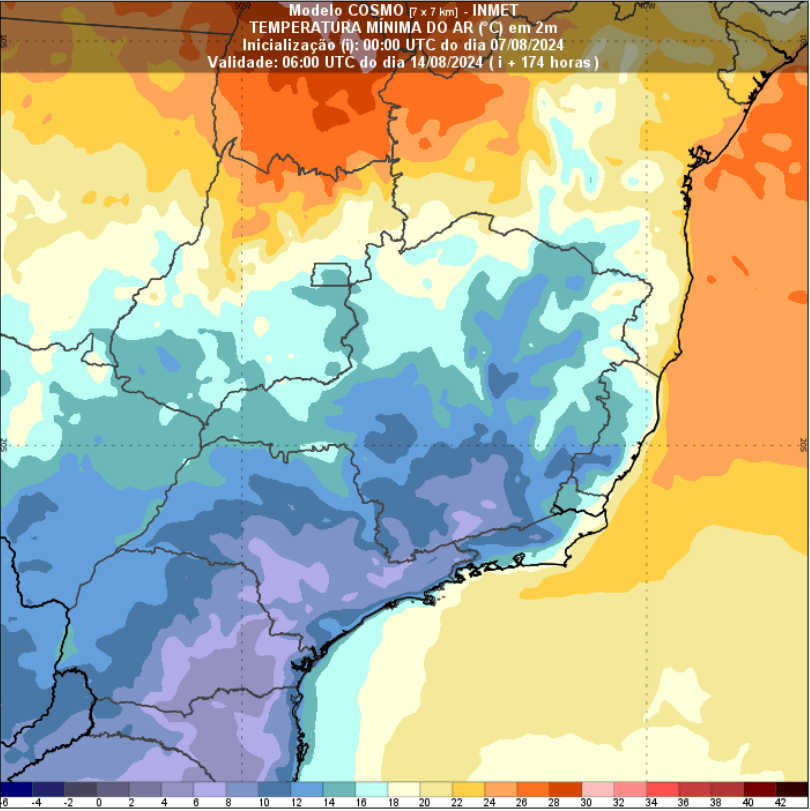 Modelo COSMO [7 x 7 km] - INMET
TEMPERATURA MÍNIMA DO AR (°C) em 2m
Inicialização (i): 00:00 UTC do dia 07/08/2024
Validade: 06:00 UTC do dia 14/08/2024 ( i + 174 horas )
20S 20S
-6 -4 -2 0 2 4 6 8 10 12 14 16 18 20 22 24 26 28 30 32 34 36 38 40 42